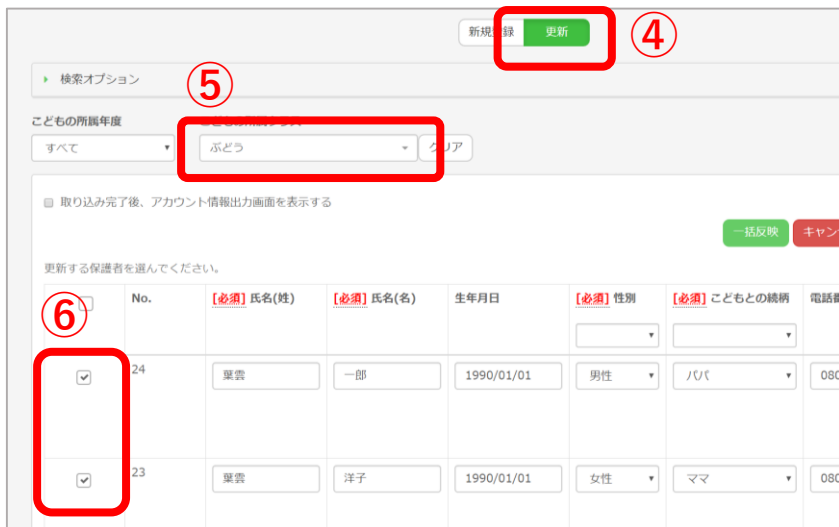 新規登録 更新 ④
検索オプション
⑤
こどもの所属年度
すべて ぶどう クリア
取り込み完了後、アカウント情報出力画面を表示する
一括反映 キャン
更新する保護者を選んでください。
⑥ No. [必須] 氏名(姓) [必須] 氏名(名) 生年月日 [必須] 性別 [必須] こどもとの続柄 電話番
24 葉雲 一郎 1990/01/01 男性 パパ 080
23 葉雲 洋子 1990/01/01 女性 ママ 080